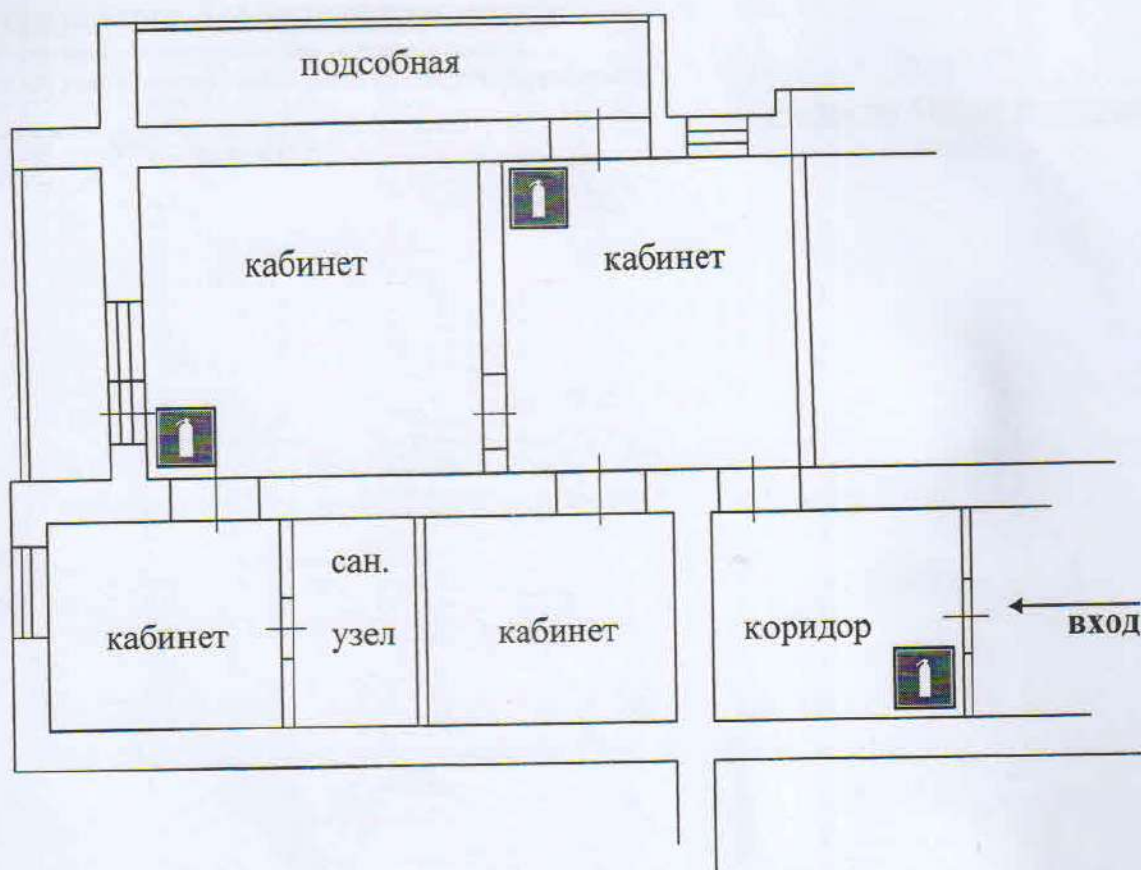 подсобная
кабинет
кабинет
сан.
узел
кабинет
кабинет
коридор
вход